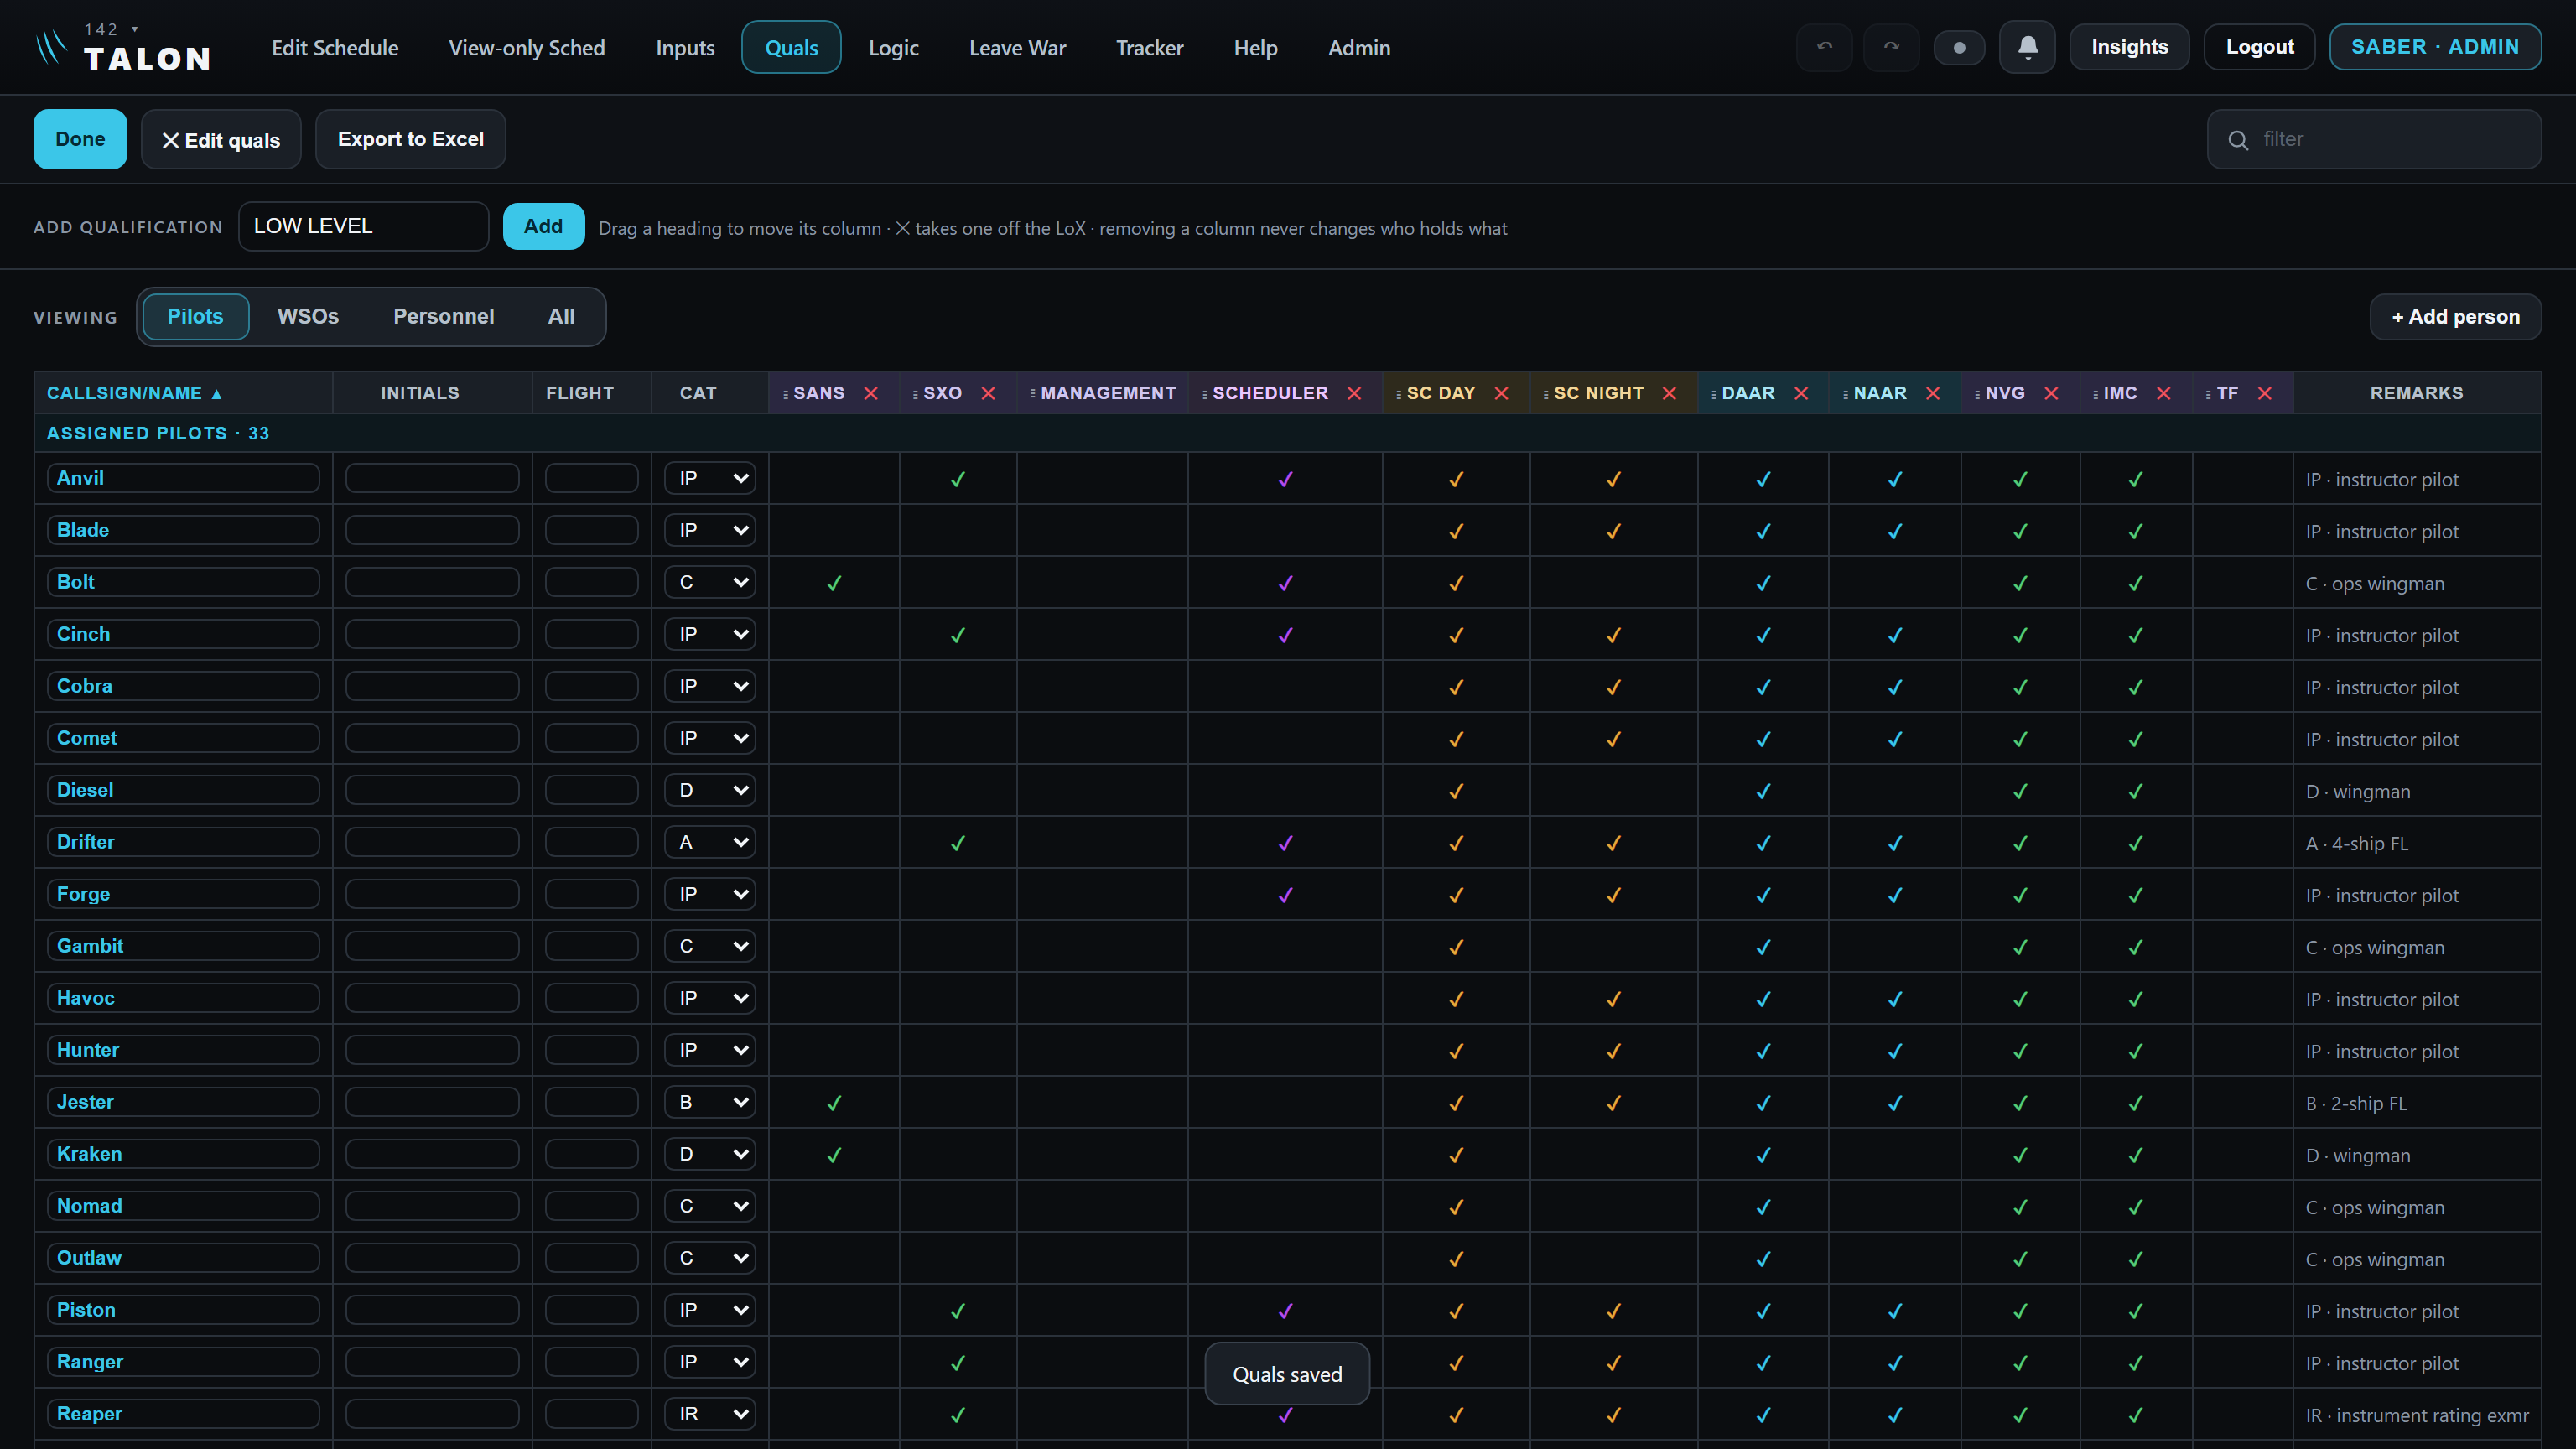 142 ▾
TALON
Edit Schedule View-only Sched Inputs Quals Logic Leave War Tracker Help Admin
Insights Logout SABER · ADMIN
Done ✕ Edit quals Export to Excel filter
ADD QUALIFICATION LOW LEVEL Add Drag a heading to move its column · ✕ takes one off the LoX · removing a column never changes who holds what
VIEWING Pilots WSOs Personnel All + Add person
CALLSIGN/NAME ▲ INITIALS FLIGHT CAT SANS ✕ SXO ✕ MANAGEMENT SCHEDULER ✕ SC DAY ✕ SC NIGHT ✕ DAAR ✕ NAAR ✕ NVG ✕ IMC ✕ TF ✕ REMARKS
ASSIGNED PILOTS · 33
Anvil IP ✓ ✓ ✓ ✓ ✓ ✓ ✓ ✓ IP · instructor pilot
Blade IP ✓ ✓ ✓ ✓ ✓ ✓ IP · instructor pilot
Bolt C ✓ ✓ ✓ ✓ ✓ ✓ C · ops wingman
Cinch IP ✓ ✓ ✓ ✓ ✓ ✓ ✓ ✓ IP · instructor pilot
Cobra IP ✓ ✓ ✓ ✓ ✓ ✓ IP · instructor pilot
Comet IP ✓ ✓ ✓ ✓ ✓ ✓ IP · instructor pilot
Diesel D ✓ ✓ ✓ ✓ D · wingman
Drifter A ✓ ✓ ✓ ✓ ✓ ✓ ✓ ✓ A · 4-ship FL
Forge IP ✓ ✓ ✓ ✓ ✓ ✓ ✓ IP · instructor pilot
Gambit C ✓ ✓ ✓ ✓ C · ops wingman
Havoc IP ✓ ✓ ✓ ✓ ✓ ✓ IP · instructor pilot
Hunter IP ✓ ✓ ✓ ✓ ✓ ✓ IP · instructor pilot
Jester B ✓ ✓ ✓ ✓ ✓ ✓ ✓ B · 2-ship FL
Kraken D ✓ ✓ ✓ ✓ ✓ D · wingman
Nomad C ✓ ✓ ✓ ✓ C · ops wingman
Outlaw C ✓ ✓ ✓ ✓ C · ops wingman
Piston IP ✓ ✓ ✓ ✓ ✓ ✓ ✓ ✓ IP · instructor pilot
Ranger IP ✓ ✓ ✓ ✓ ✓ ✓ ✓ IP · instructor pilot
Quals saved
Reaper IR ✓ ✓ ✓ ✓ ✓ ✓ ✓ ✓ IR · instrument rating exmr